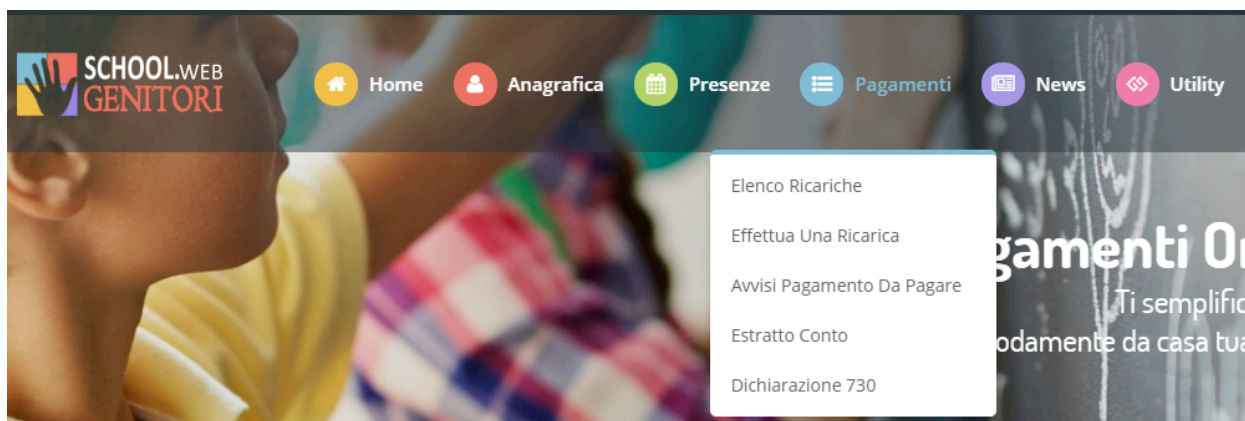 SCHOOL.WEB
GENITORI
Home
Anagrafica
Presenze
Pagamenti
News
Utility
Elenco Ricariche
Effettua Una Ricarica
Avvisi Pagamento Da Pagare
Estratto Conto
Dichiarazione 730
gamenti O
Ti semplific
odamente da casa tua